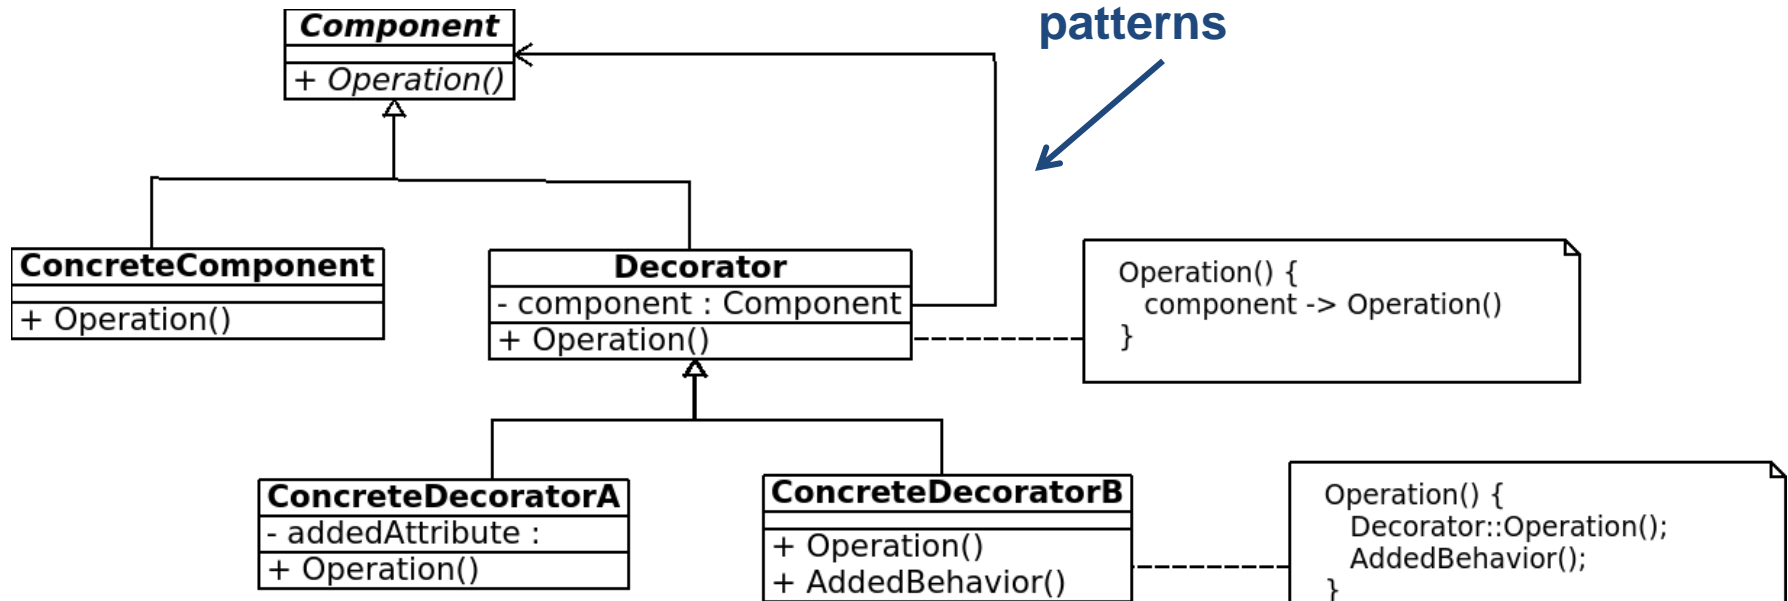 patterns
Component
+ Operation()
ConcreteComponent
+ Operation()
Decorator
- component : Component
+ Operation()
Operation() {
component -> Operation()
}
ConcreteDecoratorA
- addedAttribute :
+ Operation()
ConcreteDecoratorB
+ Operation()
+ AddedBehavior()
Operation() {
Decorator::Operation();
AddedBehavior();
}